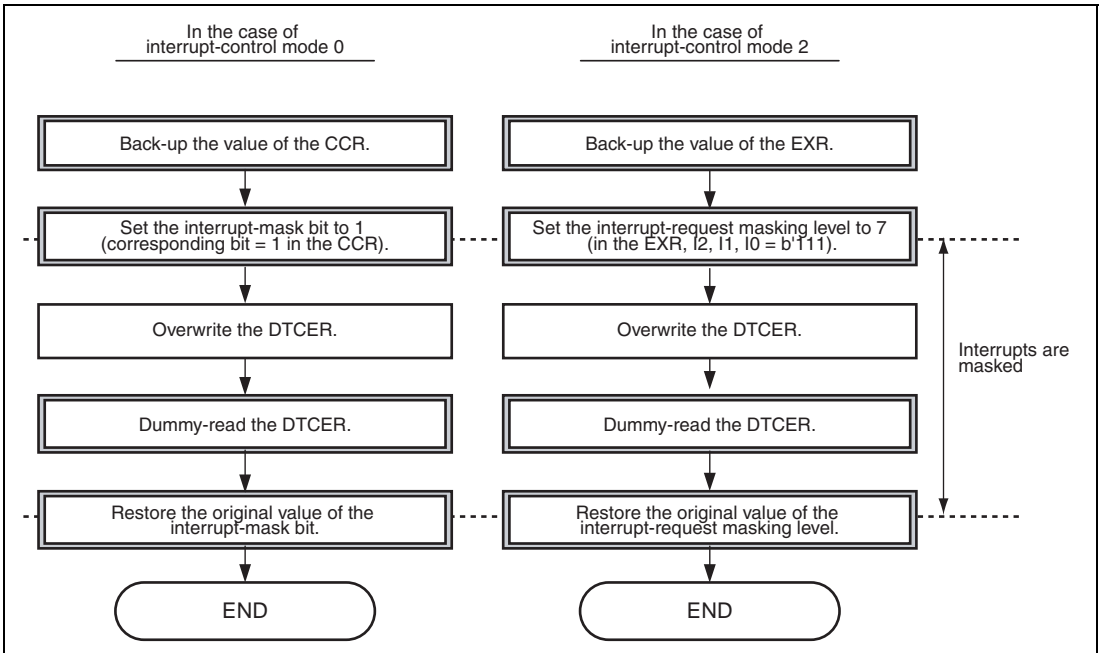 In the case of
interrupt-control mode 0
Back-up the value of the CCR.
Set the interrupt-mask bit to 1
(corresponding bit = 1 in the CCR).
Overwrite the DTCER.
Dummy-read the DTCER.
Restore the original value of the
interrupt-mask bit.
END
In the case of
interrupt-control mode 2
Back-up the value of the EXR.
Set the interrupt-request masking level to 7
(in the EXR, I2, I1, I0 = b'111).
Overwrite the DTCER.
Dummy-read the DTCER.
Restore the original value of the
interrupt-request masking level.
END
Interrupts are
masked